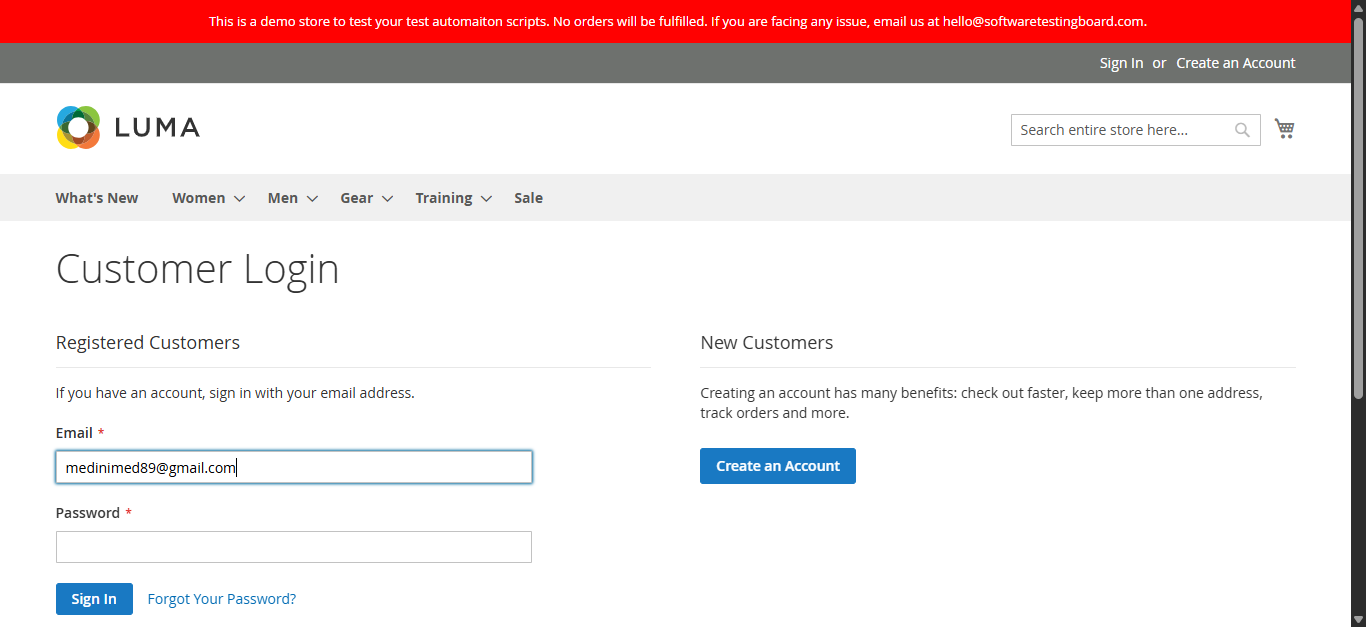 This is a demo store to test your test automaiton scripts. No orders will be fulfilled. If you are facing any issue, email us at hello@softwaretestingboard.com.
Sign In or Create an Account
LUMA
Search entire store here...
What's New Women Men Gear Training Sale
Customer Login
Registered Customers
If you have an account, sign in with your email address.
Email *
medinimed89@gmail.com
Password *
Sign In Forgot Your Password?
New Customers
Creating an account has many benefits: check out faster, keep more than one address,
track orders and more.
Create an Account